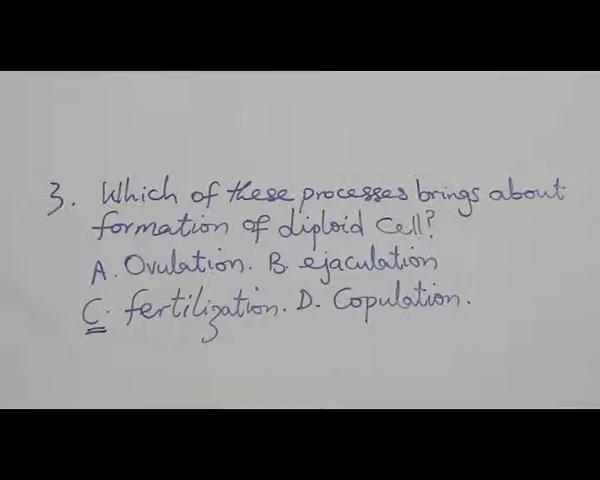 3. Which of these processes brings about
formation of diploid Cell?
A. Ovulation. B. ejaculation
C. fertilization. D. Copulation.